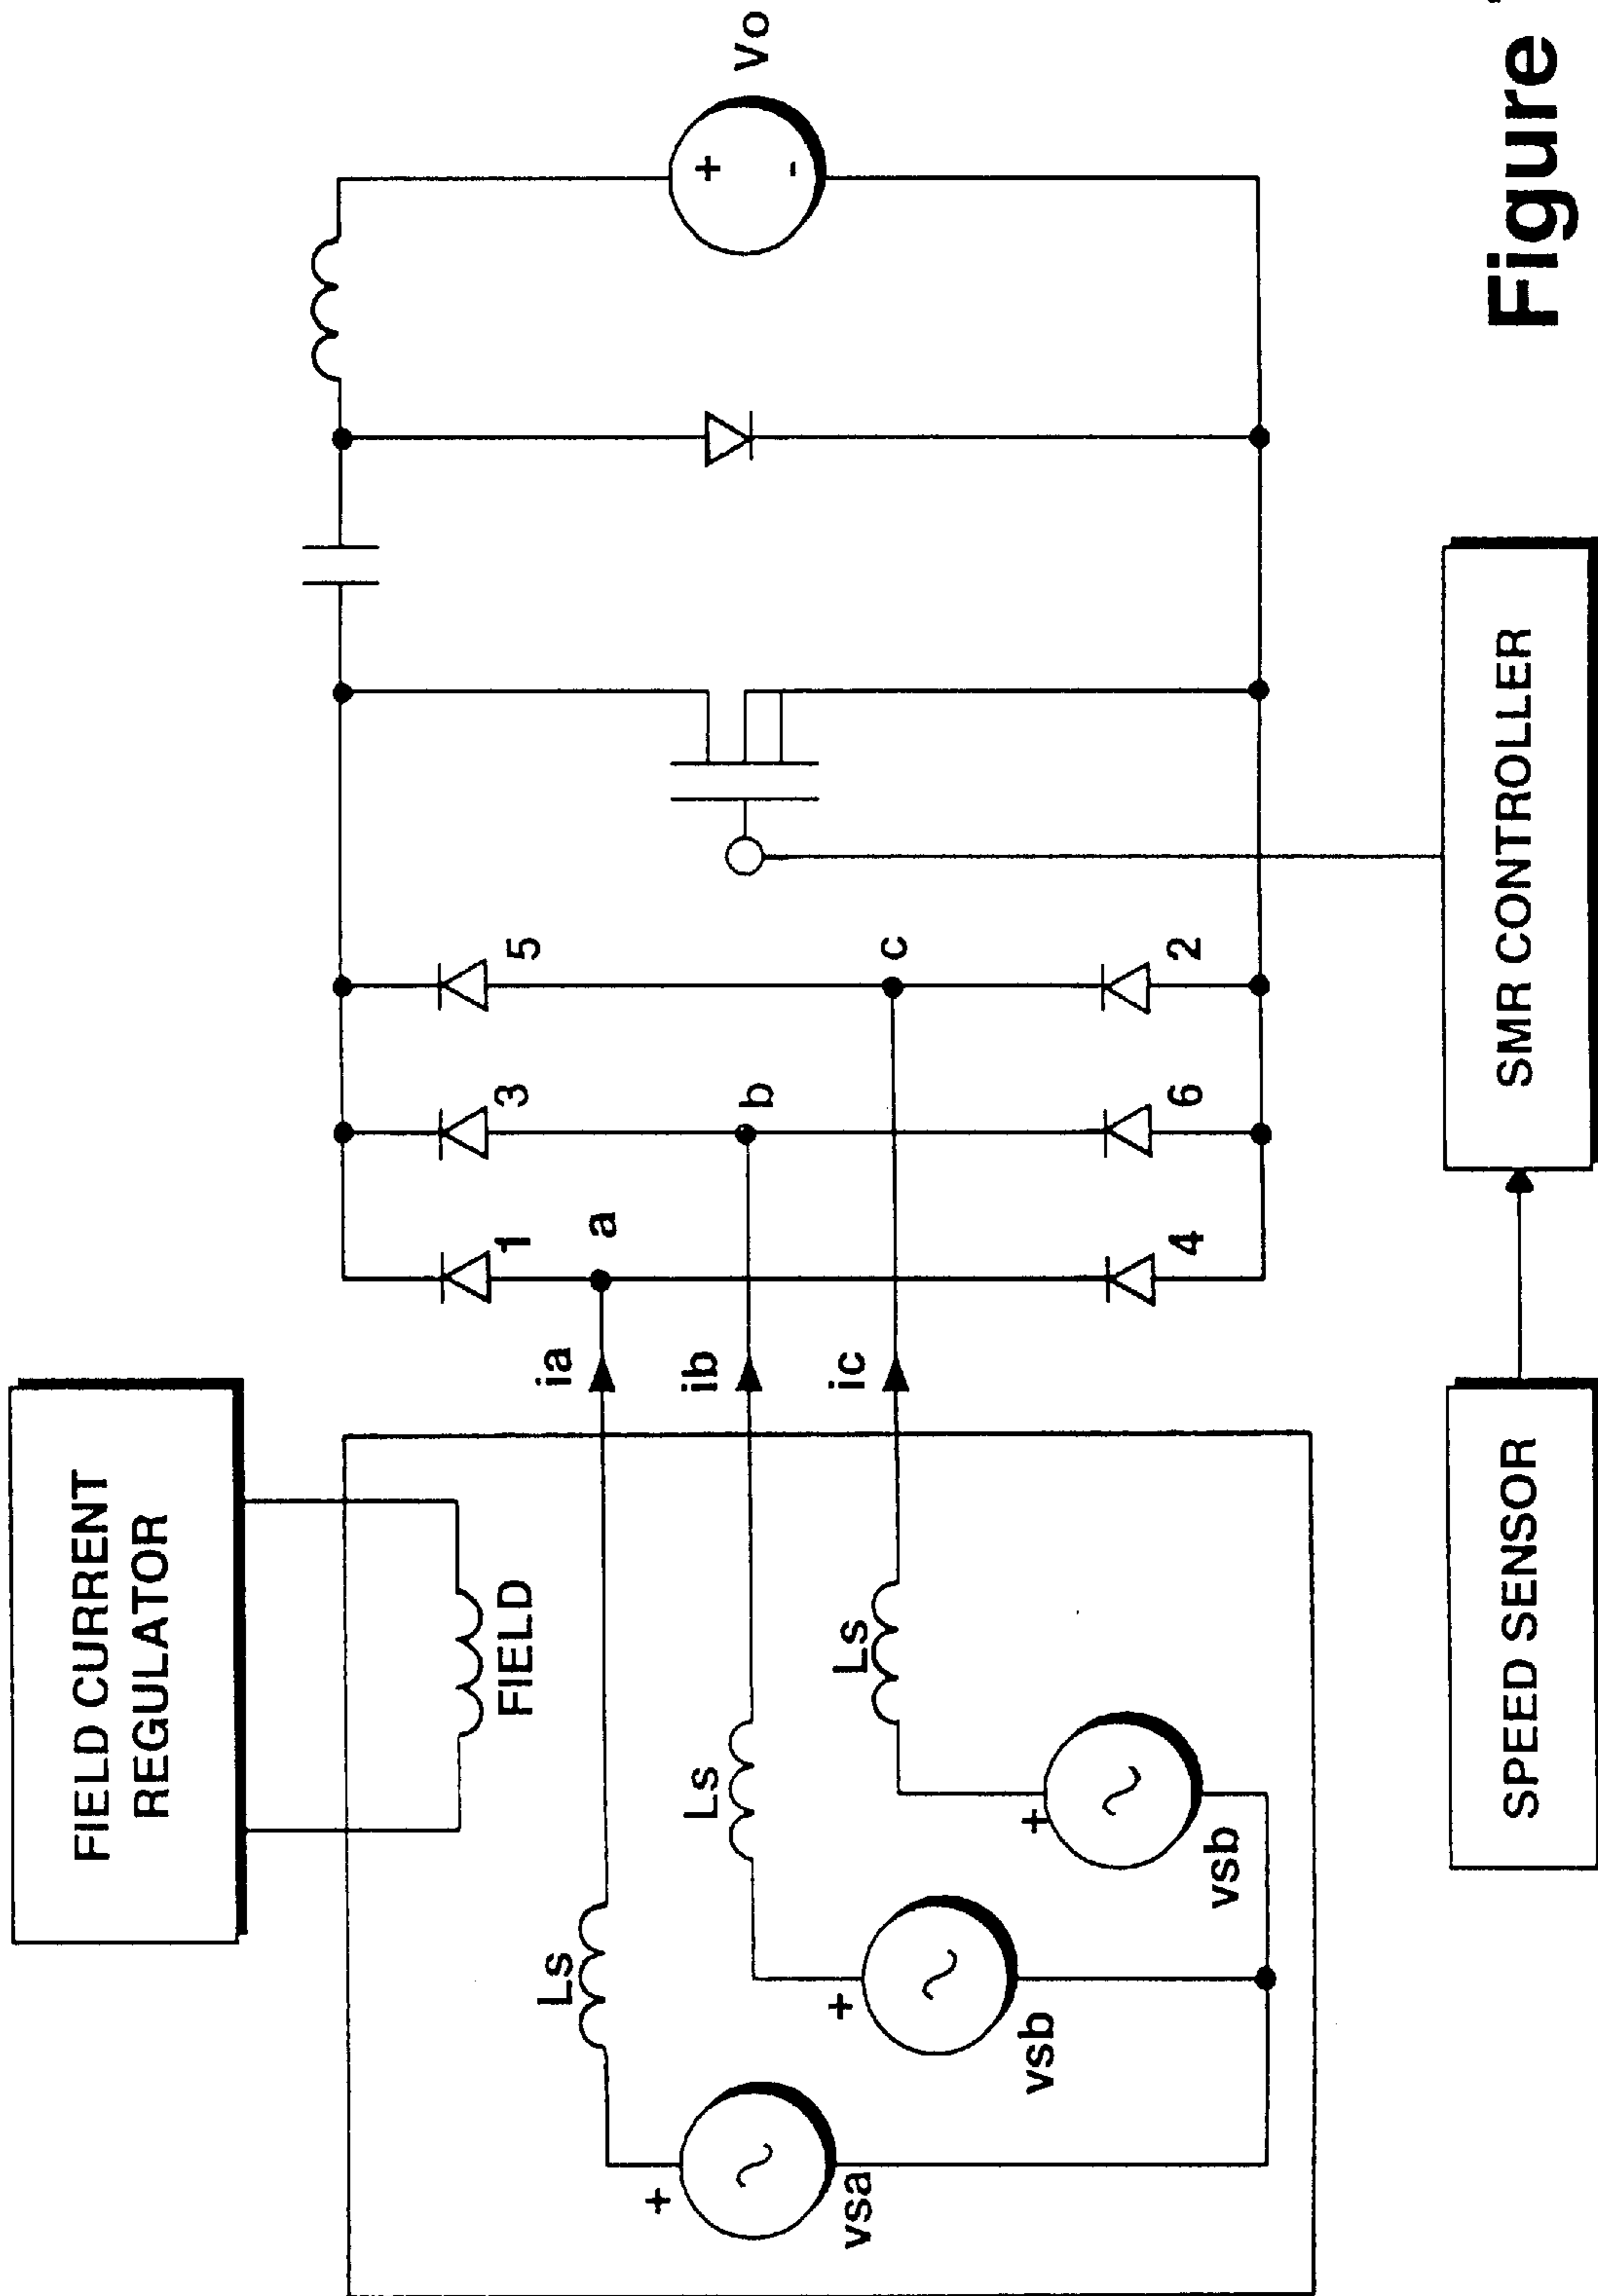 FIELD CURRENT
REGULATOR
FIELD
Ls
Ls
Ls
+
vsa
+
vsb
+
vsb
ia
ib
ic
a
b
c
1
3
5
4
6
2
+
-
Vo
SPEED SENSOR
SMR CONTROLLER
Figure